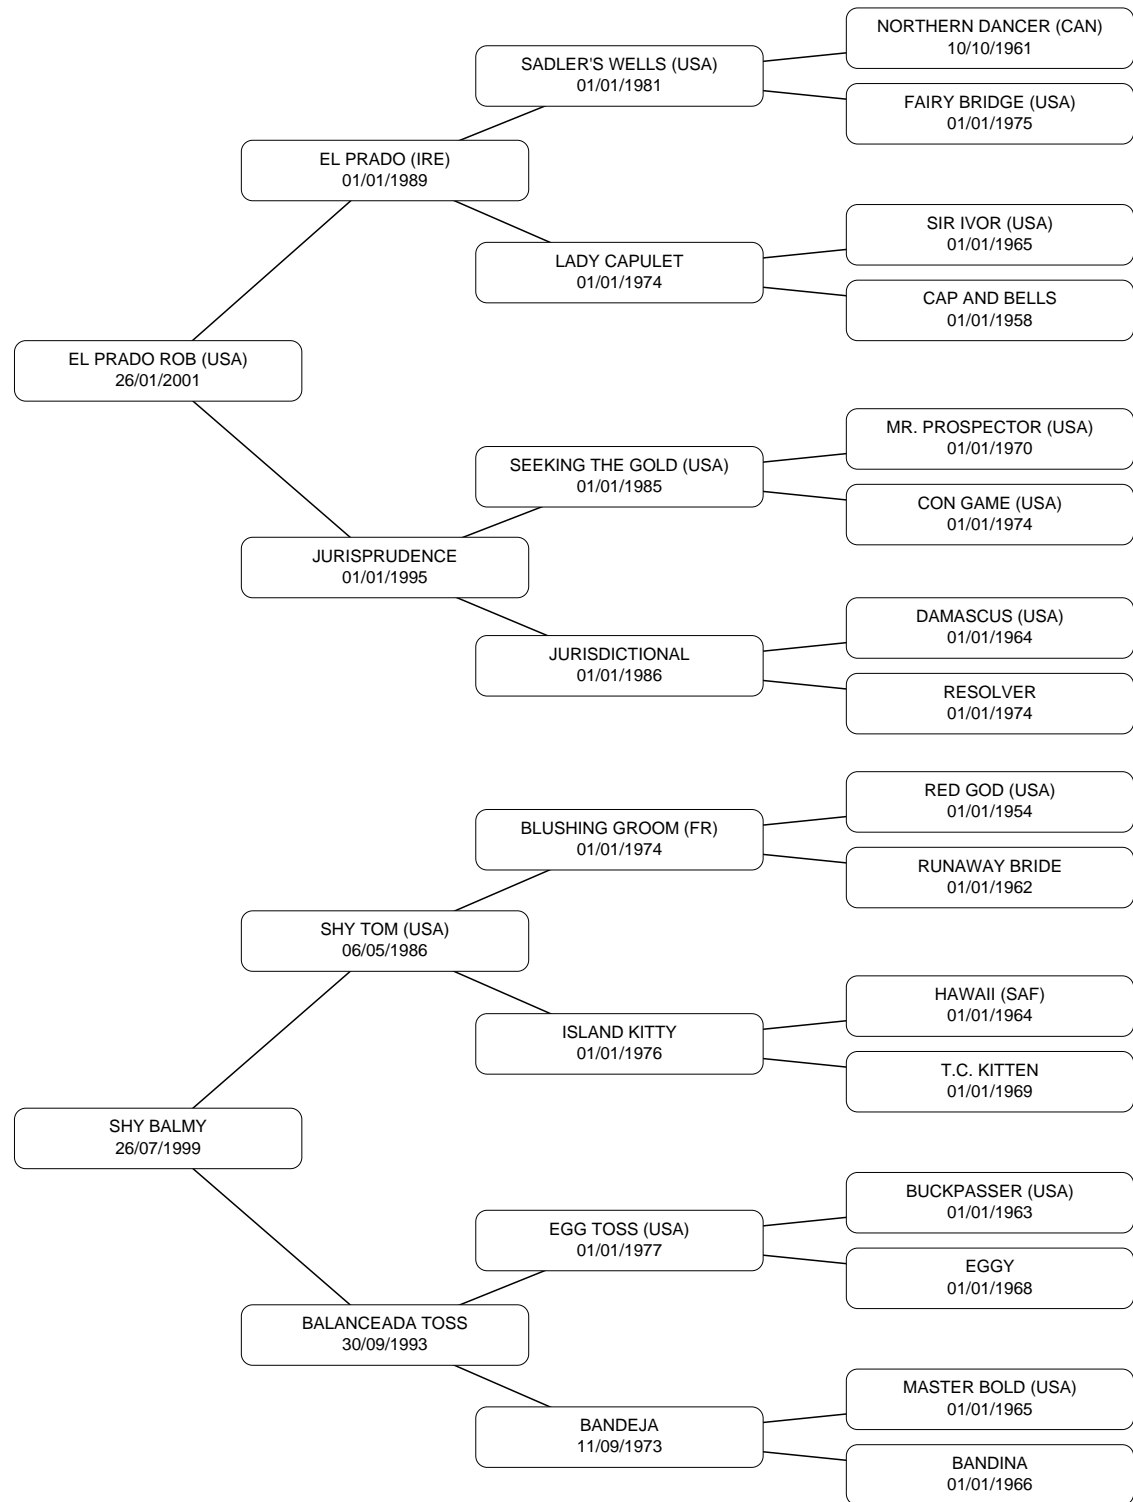 NORTHERN DANCER (CAN)
10/10/1961
SADLER'S WELLS (USA)
01/01/1981
FAIRY BRIDGE (USA)
01/01/1975
EL PRADO (IRE)
01/01/1989
SIR IVOR (USA)
01/01/1965
LADY CAPULET
01/01/1974
CAP AND BELLS
01/01/1958
EL PRADO ROB (USA)
26/01/2001
MR. PROSPECTOR (USA)
01/01/1970
SEEKING THE GOLD (USA)
01/01/1985
CON GAME (USA)
01/01/1974
JURISPRUDENCE
01/01/1995
DAMASCUS (USA)
01/01/1964
JURISDICTIONAL
01/01/1986
RESOLVER
01/01/1974
RED GOD (USA)
01/01/1954
BLUSHING GROOM (FR)
01/01/1974
RUNAWAY BRIDE
01/01/1962
SHY TOM (USA)
06/05/1986
HAWAII (SAF)
01/01/1964
ISLAND KITTY
01/01/1976
T.C. KITTEN
01/01/1969
SHY BALMY
26/07/1999
BUCKPASSER (USA)
01/01/1963
EGG TOSS (USA)
01/01/1977
EGGY
01/01/1968
BALANCEADA TOSS
30/09/1993
MASTER BOLD (USA)
01/01/1965
BANDEJA
11/09/1973
BANDINA
01/01/1966